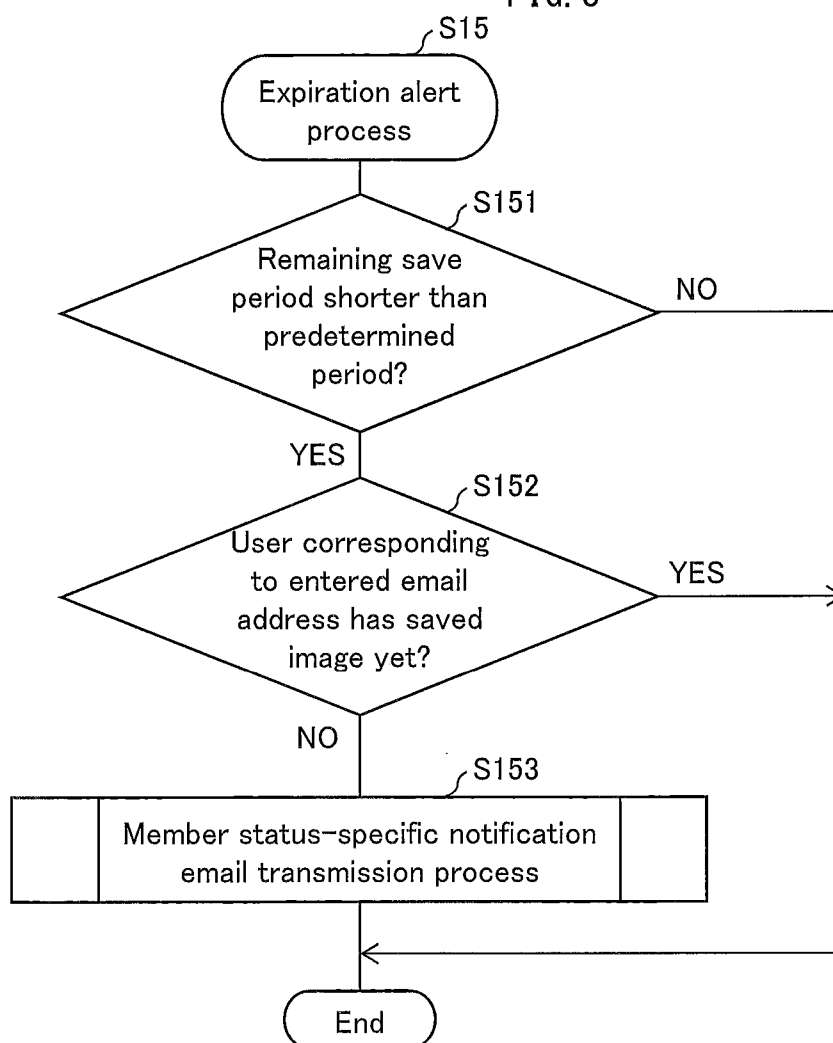 S15
Expiration alert
process
S151
Remaining save
period shorter than
predetermined
period?
NO
YES
S152
User corresponding
to entered email
address has saved
image yet?
YES
NO
S153
Member status-specific notification
email transmission process
End